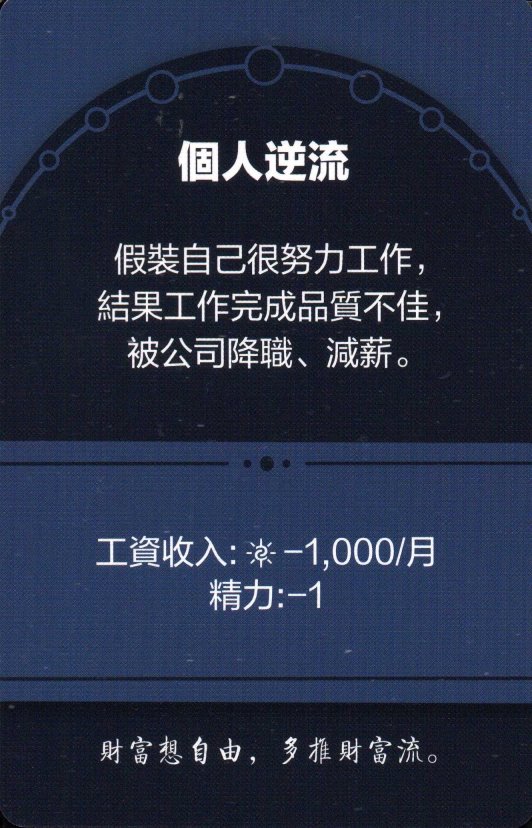 個人逆流
假裝自己很努力工作，
結果工作完成品質不佳，
被公司降職、減薪。
工資收入: −1,000/月
精力:−1
財富想自由，多推財富流。